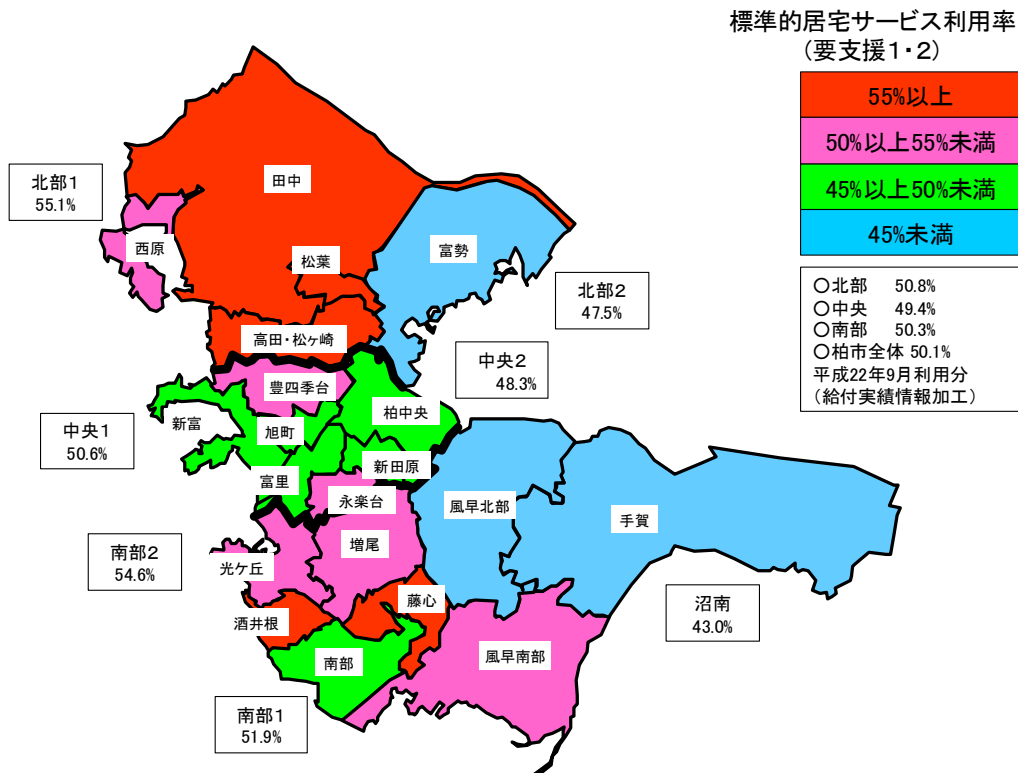 標準的居宅サービス利用率
（要支援1・2）
55%以上
50%以上55%未満
45%以上50%未満
45%未満
○北部 50.8%
○中央 49.4%
○南部 50.3%
○柏市全体 50.1%
平成22年9月利用分
（給付実績情報加工）
北部1
55.1%
田中
西原
松葉
富勢
北部2
47.5%
高田・松ヶ崎
中央2
48.3%
豊四季台
柏中央
新富
旭町
中央1
50.6%
富里
新田原
永楽台
風早北部
手賀
南部2
54.6%
光ケ丘
増尾
藤心
沼南
43.0%
酒井根
南部
風早南部
南部1
51.9%